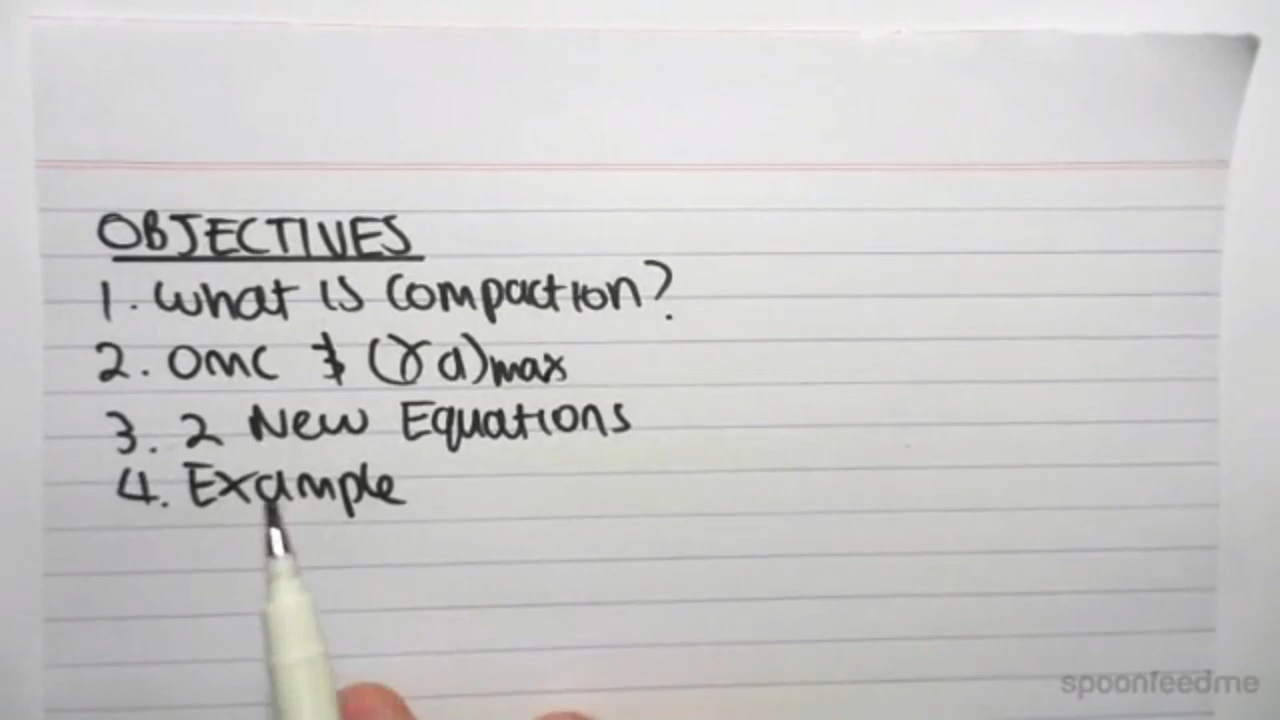 OBJECTIVES
1. What is Compaction?
2. OMC & (γd)max
3. 2 New Equations
4. Example
spoonfeedme